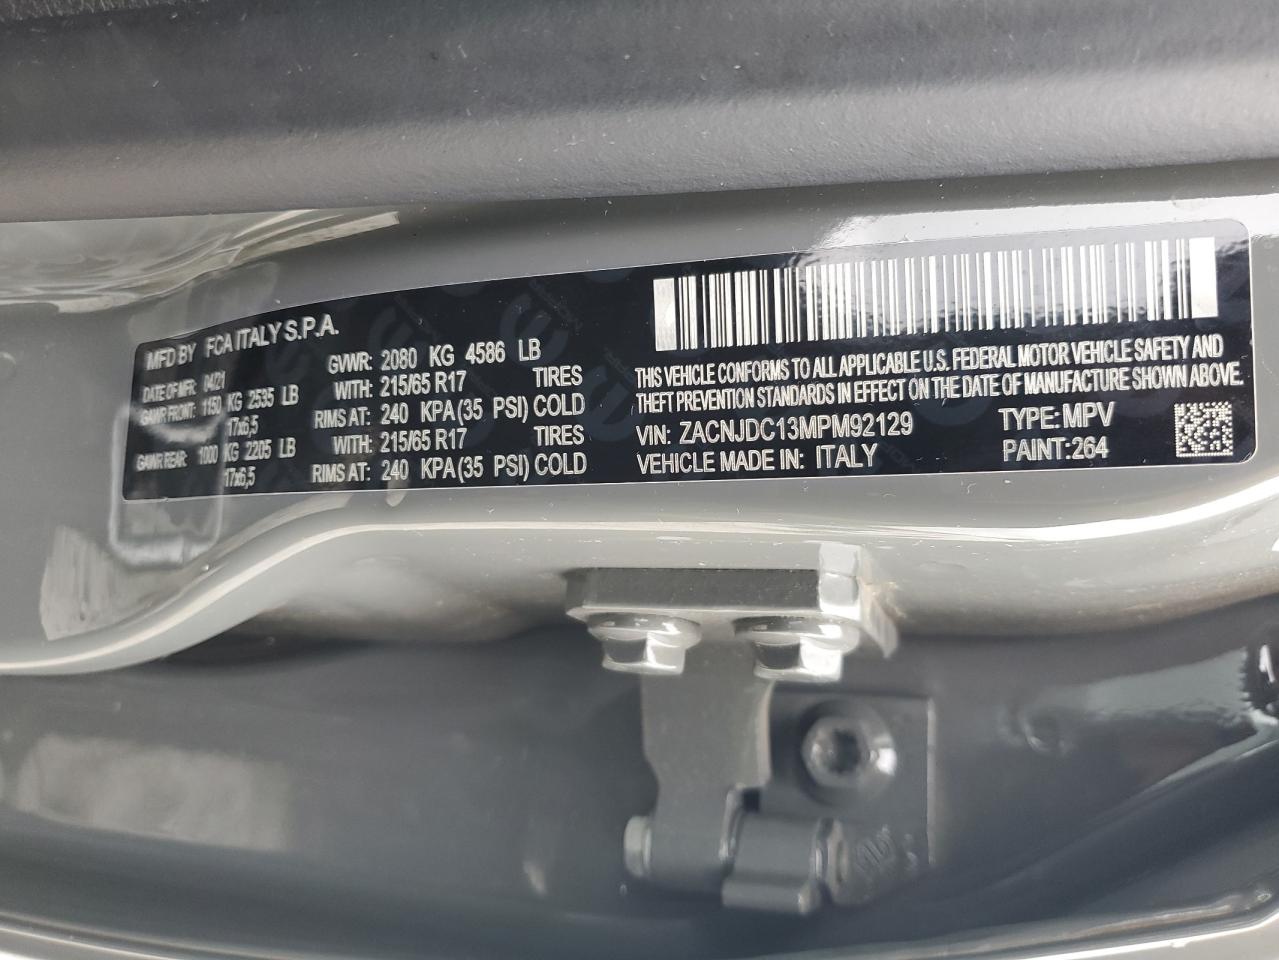 MFD BY FCA ITALY S.P.A.
DATE OF MFR 04/21 GVWR: 2080 KG 4586 LB
GAWR FRONT: 1150 KG 2535 LB WITH: 215/65 R17 TIRES
17x6,5 RIMS AT: 240 KPA (35 PSI) COLD
GAWR REAR: 1000 KG 2205 LB WITH: 215/65 R17 TIRES
17x6,5 RIMS AT: 240 KPA (35 PSI) COLD
THIS VEHICLE CONFORMS TO ALL APPLICABLE U.S. FEDERAL MOTOR VEHICLE SAFETY AND
THEFT PREVENTION STANDARDS IN EFFECT ON THE DATE OF MANUFACTURE SHOWN ABOVE.
VIN: ZACNJDC13MPM92129 TYPE: MPV
VEHICLE MADE IN: ITALY PAINT:264